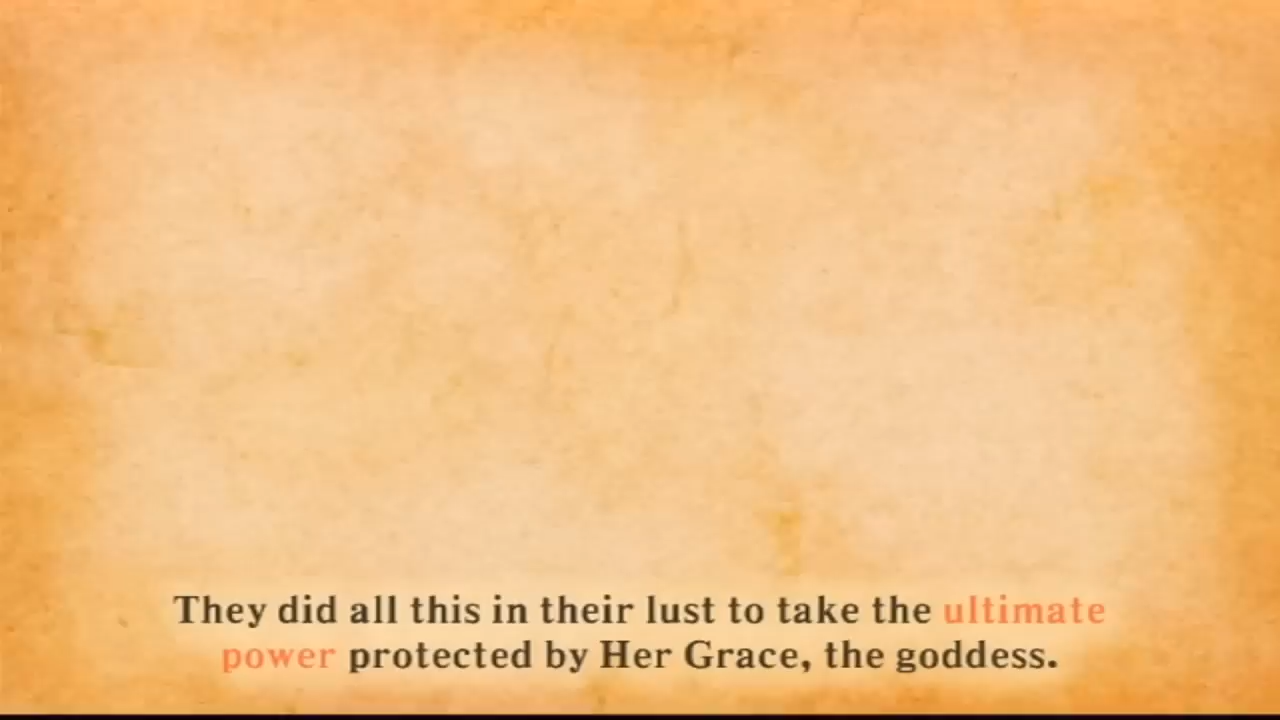 They did all this in their lust to take the ultimate
power protected by Her Grace, the goddess.